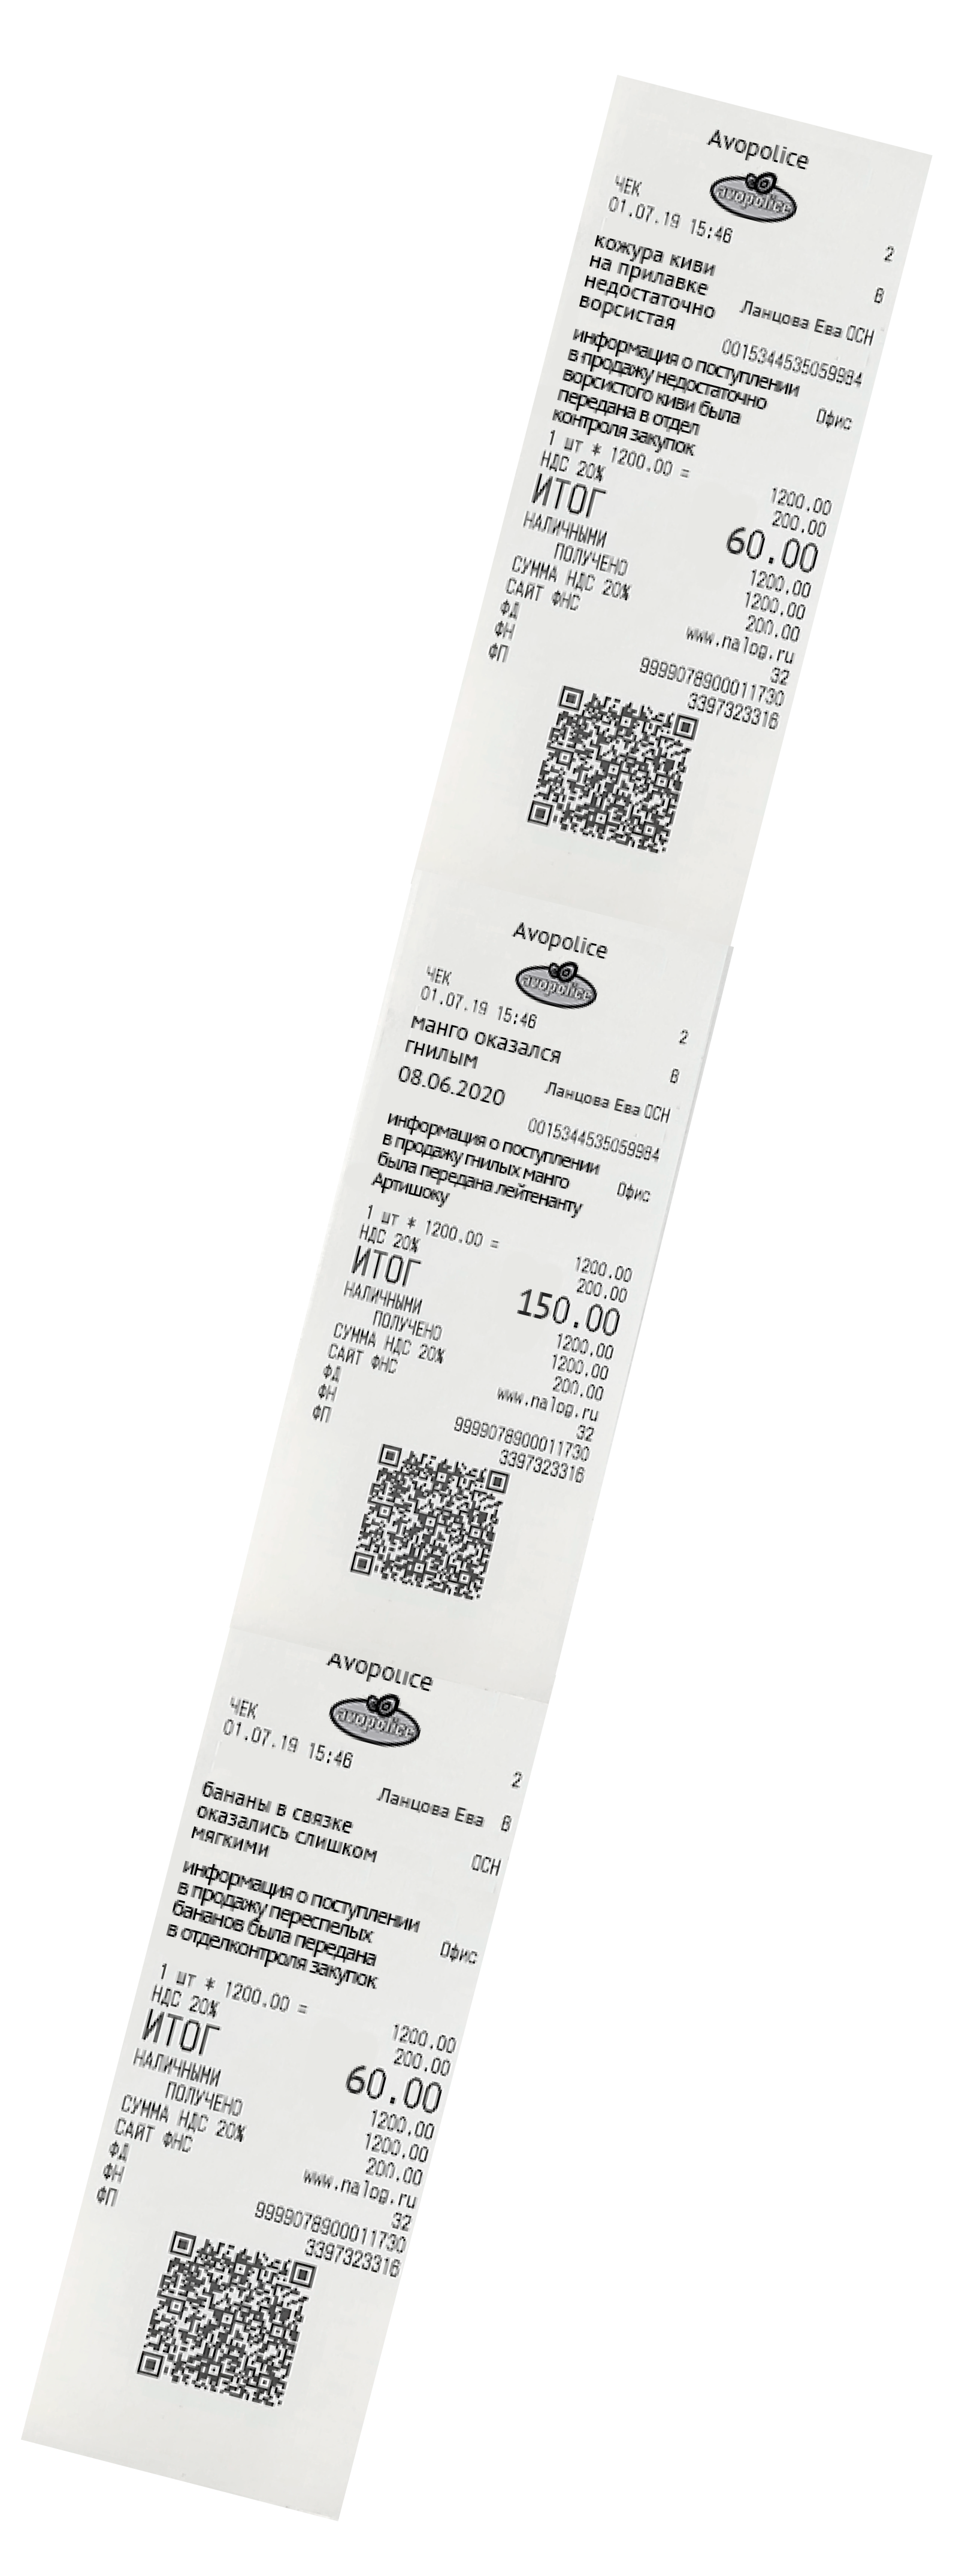 Avopolice
avopolice
ЧЕК
01.07.19 15:46
2
В
кожура киви
на прилавке
недостаточно
ворсистая
Ланцова Ева ОСН
0015344535059984
информация о поступлении
в продажу недостаточно
ворсистого киви была
передана в отдел
контроля закупок
Офис
1 шт * 1200.00 =
1200.00
НДС 20%
200.00
ИТОГ
60.00
НАЛИЧНЫМИ
1200.00
ПОЛУЧЕНО
1200.00
СУММА НДС 20%
200.00
САЙТ ФНС
www.nalog.ru
ФД
32
ФН
9999078900011730
ФП
3397323316
Avopolice
avopolice
ЧЕК
01.07.19 15:46
2
В
манго оказался
гнилым
08.06.2020
Ланцова Ева ОСН
0015344535059984
информация о поступлении
в продажу гнилых манго
была передана лейтенанту
Артишоку
Офис
1 шт * 1200.00 =
1200.00
НДС 20%
200.00
ИТОГ
150.00
НАЛИЧНЫМИ
1200.00
ПОЛУЧЕНО
1200.00
СУММА НДС 20%
200.00
САЙТ ФНС
www.nalog.ru
ФД
32
ФН
9999078900011730
ФП
3397323316
Avopolice
avopolice
ЧЕК
01.07.19 15:46
2
Ланцова Ева В
бананы в связке
оказались слишком
мягкими
ОСН
информация о поступлении
в продажу переспелых
бананов была передана
в отделконтроля закупок
Офис
1 шт * 1200.00 =
1200.00
НДС 20%
200.00
ИТОГ
60.00
НАЛИЧНЫМИ
1200.00
ПОЛУЧЕНО
1200.00
СУММА НДС 20%
200.00
САЙТ ФНС
www.nalog.ru
ФД
32
ФН
9999078900011730
ФП
3397323316